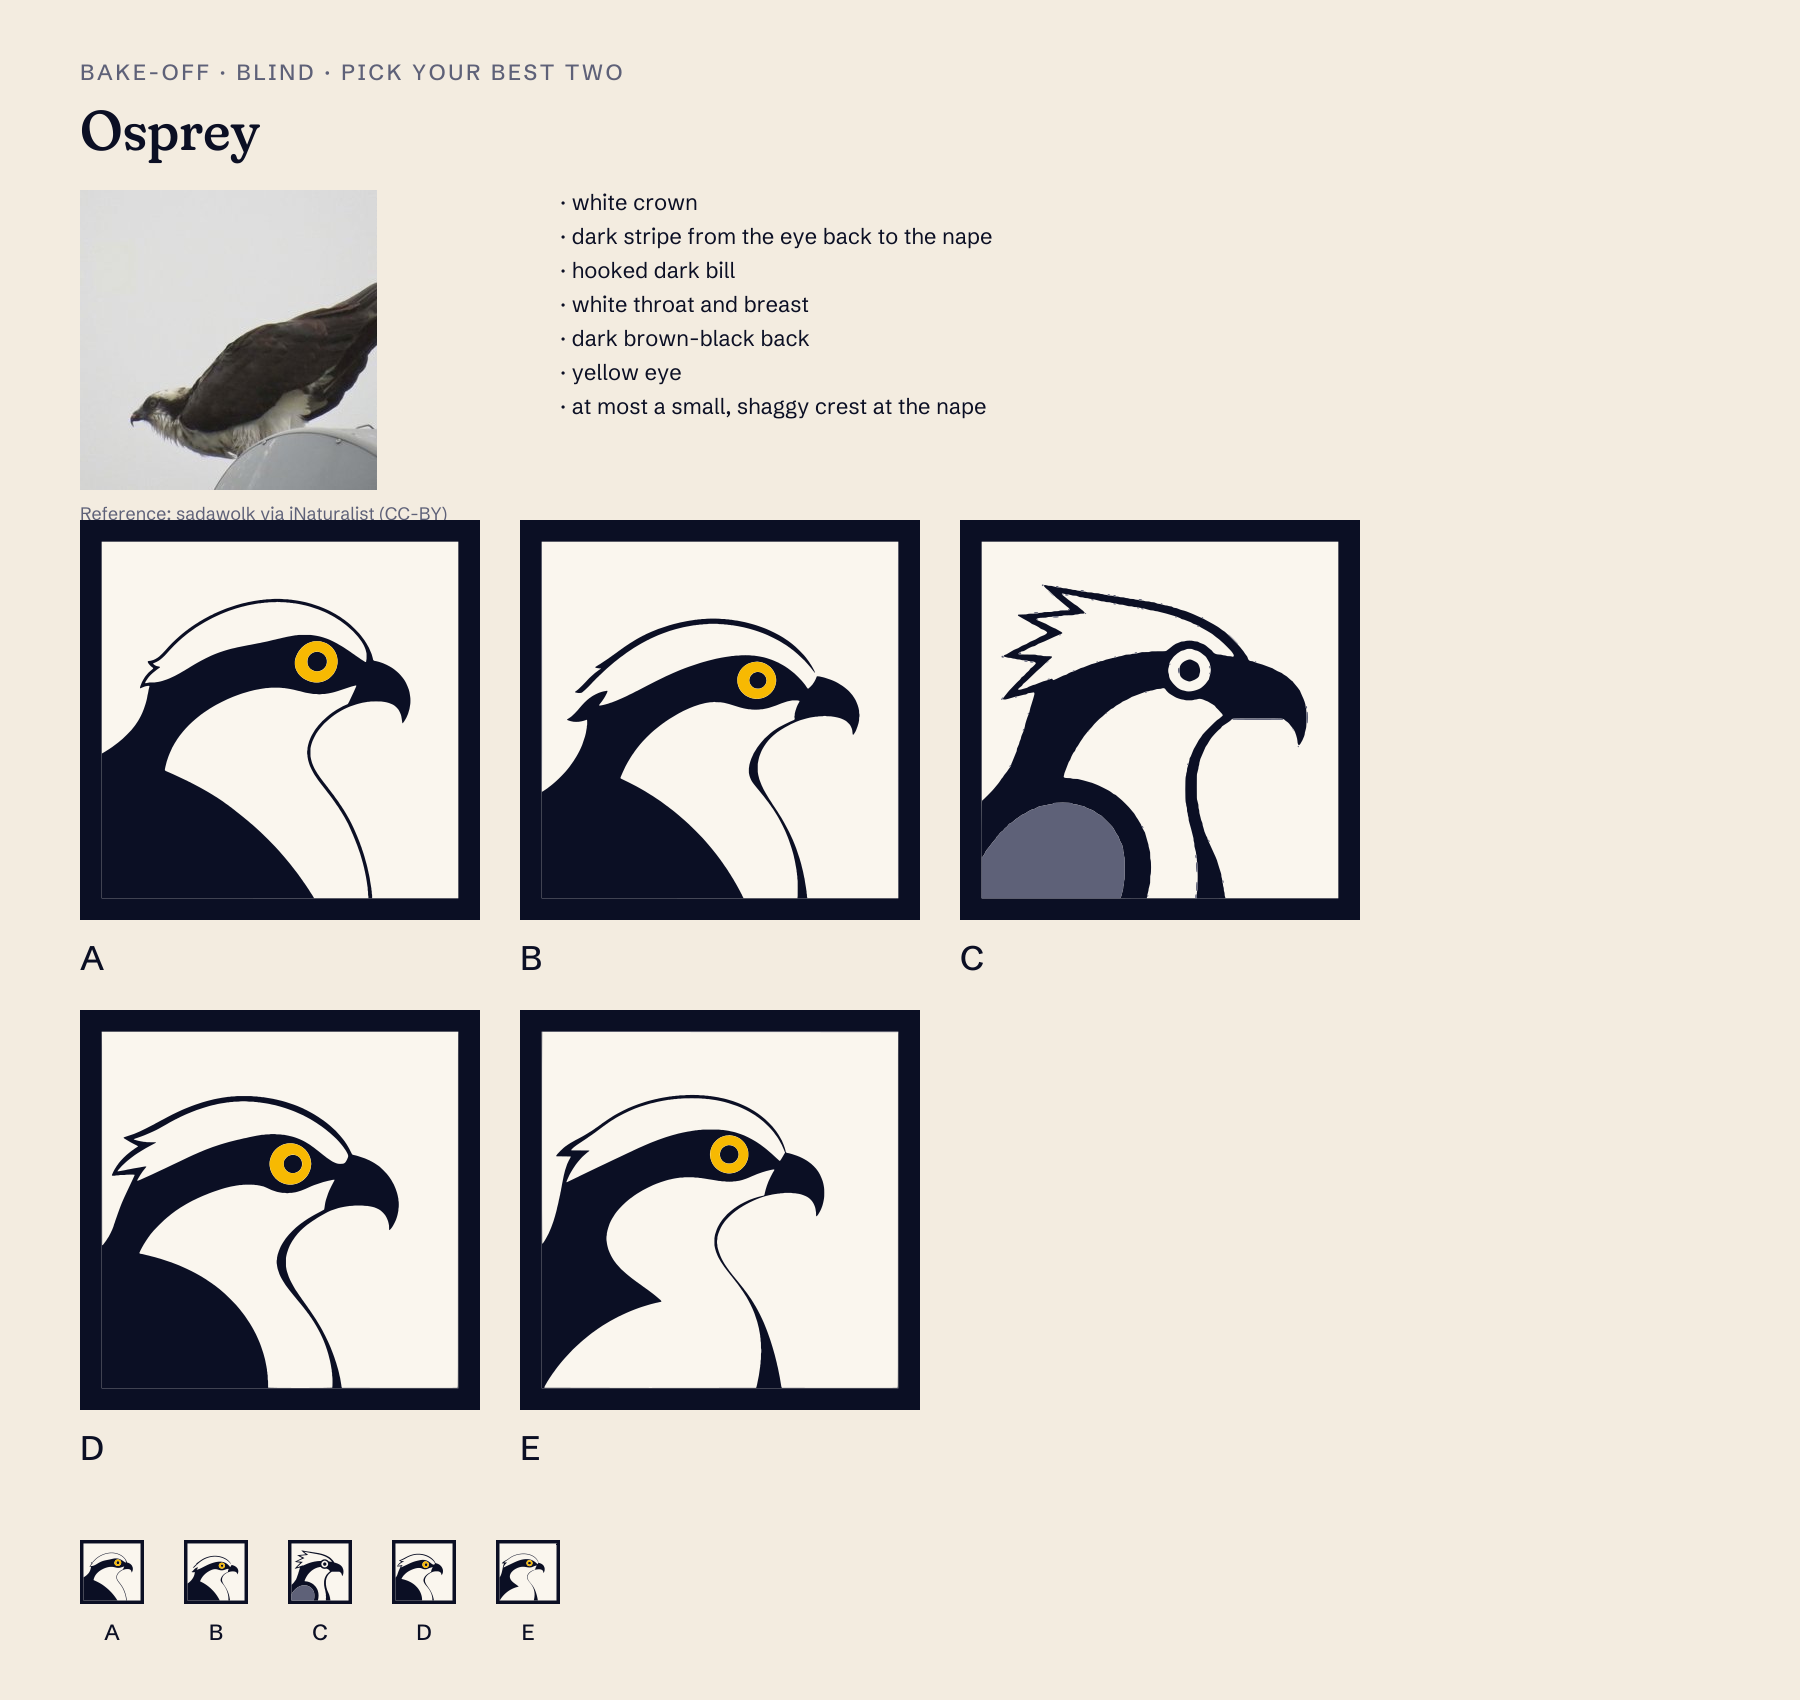 BAKE-OFF · BLIND · PICK YOUR BEST TWO
Osprey
· white crown
· dark stripe from the eye back to the nape
· hooked dark bill
· white throat and breast
· dark brown-black back
· yellow eye
· at most a small, shaggy crest at the nape
Reference: sadawolk via iNaturalist (CC-BY)
A
B
C
D
E
A
B
C
D
E